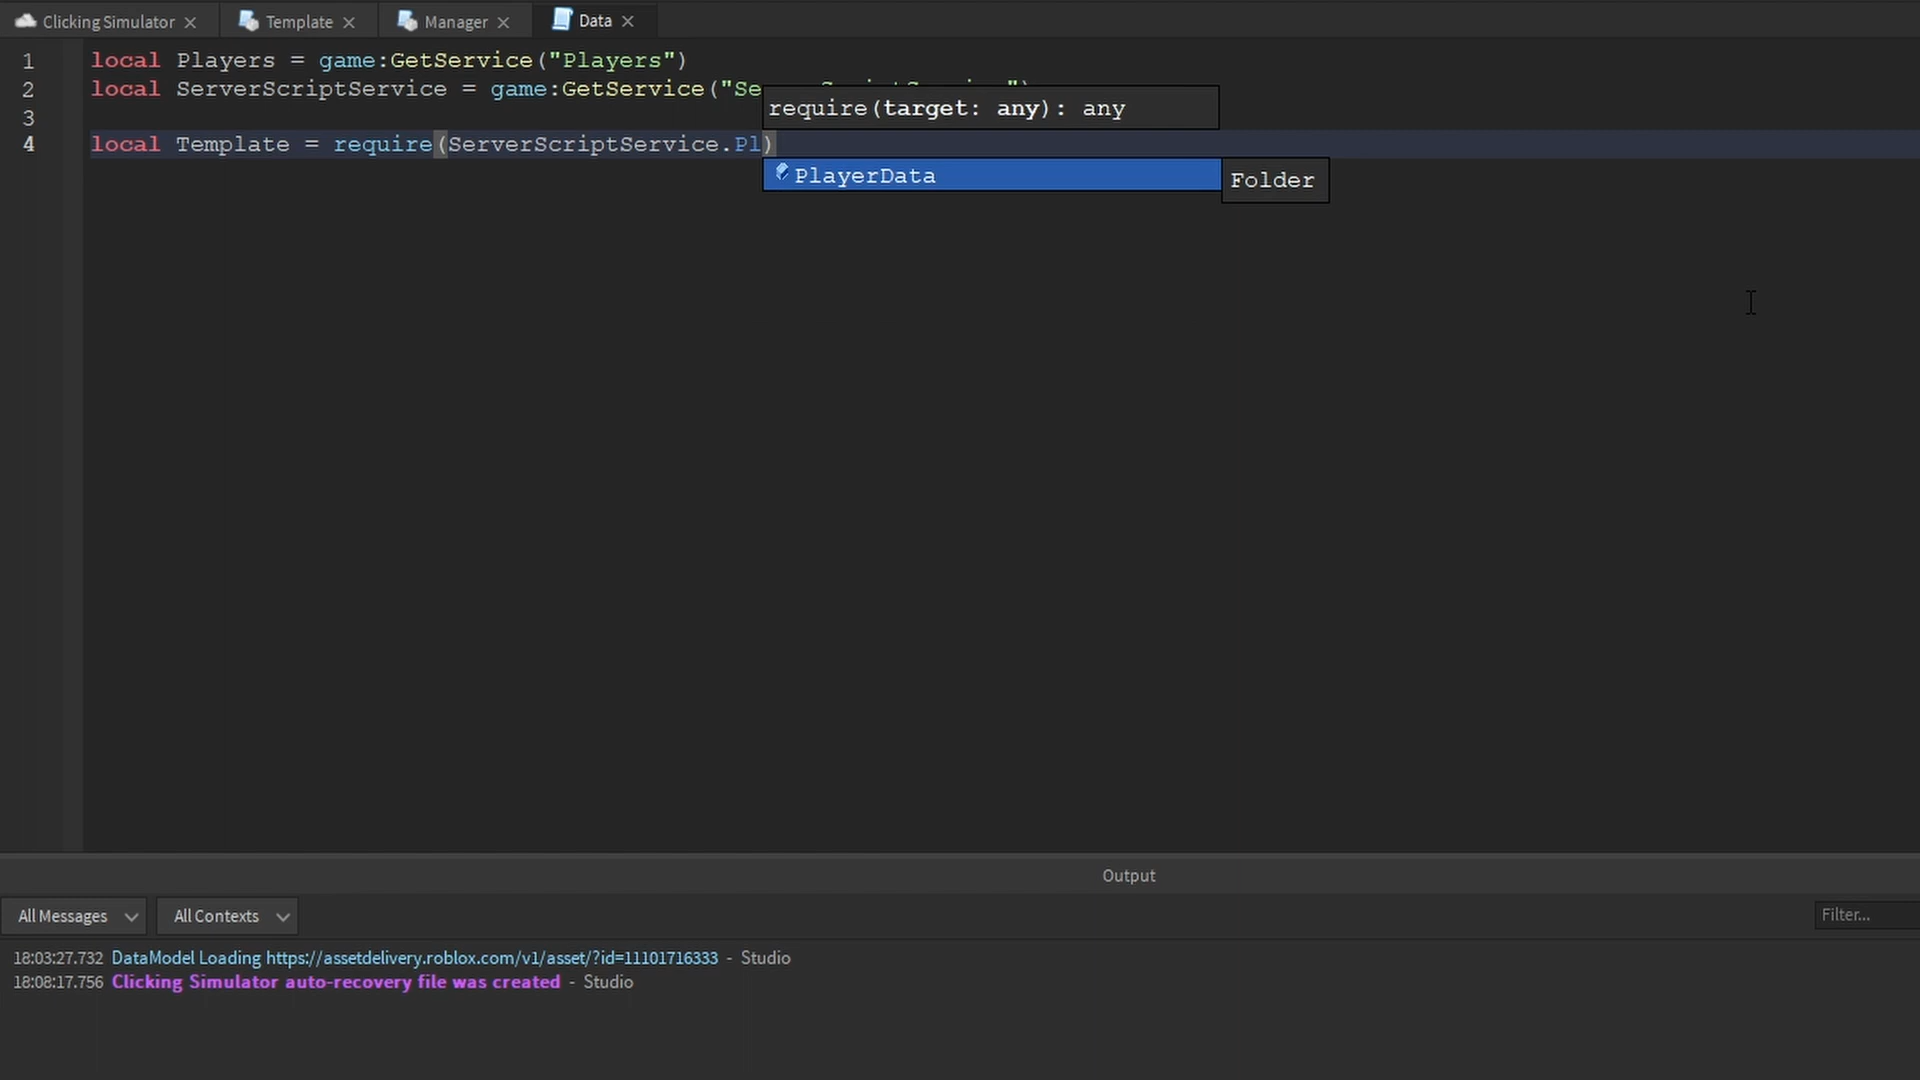 Clicking Simulator
Template
Manager
Data
1 local Players = game:GetService("Players")
2 local ServerScriptService = game:GetService("Se
require(target: any): any
3
4 local Template = require(ServerScriptService.Pl)
PlayerData
Folder
Output
All Messages
All Contexts
Filter...
18:03:27.732 DataModel Loading https://assetdelivery.roblox.com/v1/asset/?id=11101716333 - Studio
18:08:17.756 Clicking Simulator auto-recovery file was created - Studio